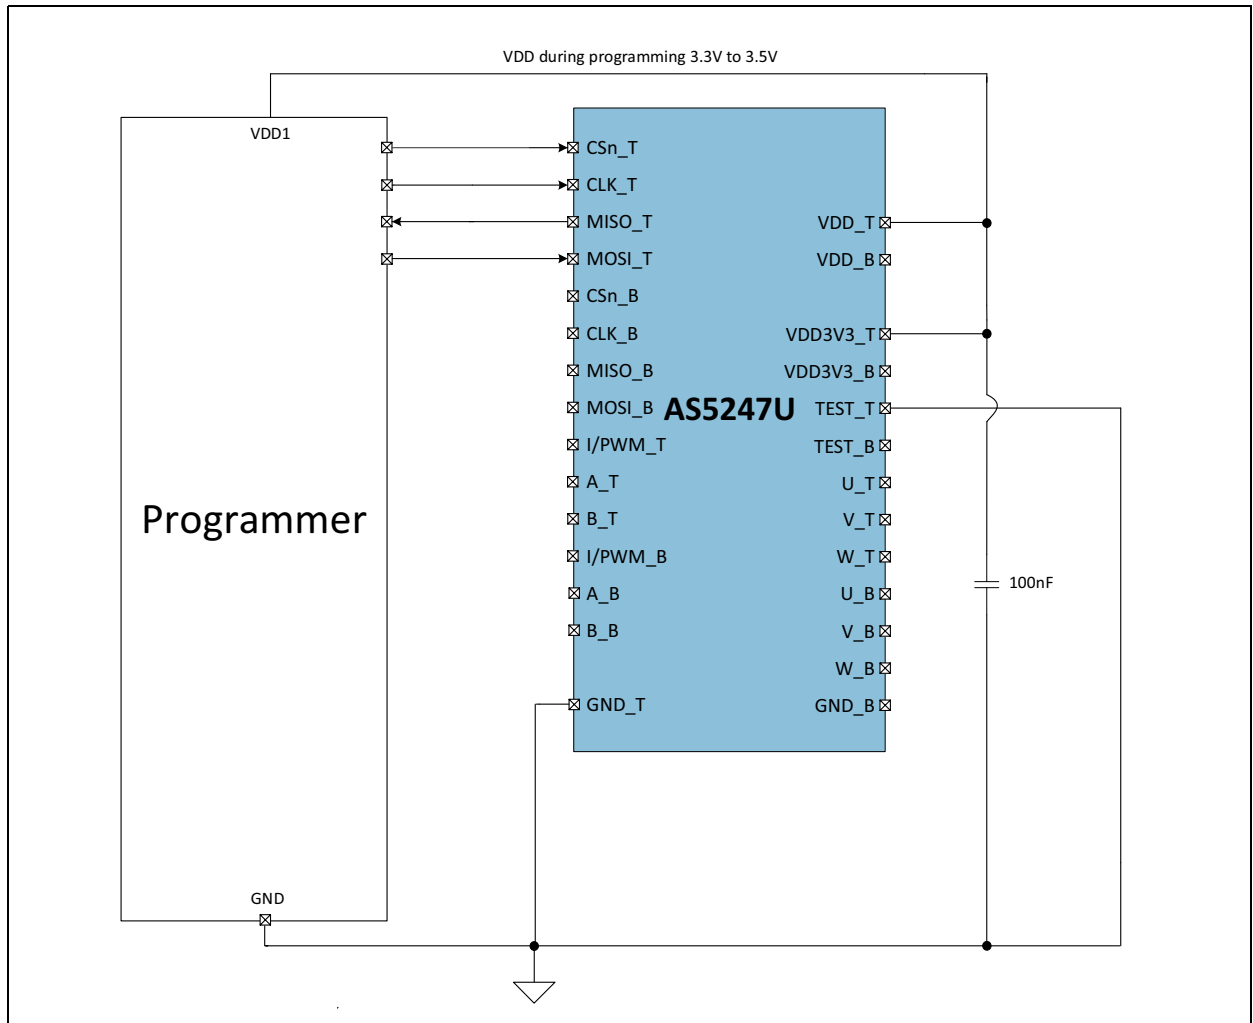 VDD during programming 3.3V to 3.5V
VDD1
Programmer
GND
CSn_T
CLK_T
MISO_T
MOSI_T
CSn_B
CLK_B
MISO_B
MOSI_B
I/PWM_T
A_T
B_T
I/PWM_B
A_B
B_B
GND_T
AS5247U
VDD_T
VDD_B
VDD3V3_T
VDD3V3_B
TEST_T
TEST_B
U_T
V_T
W_T
U_B
V_B
W_B
GND_B
100nF